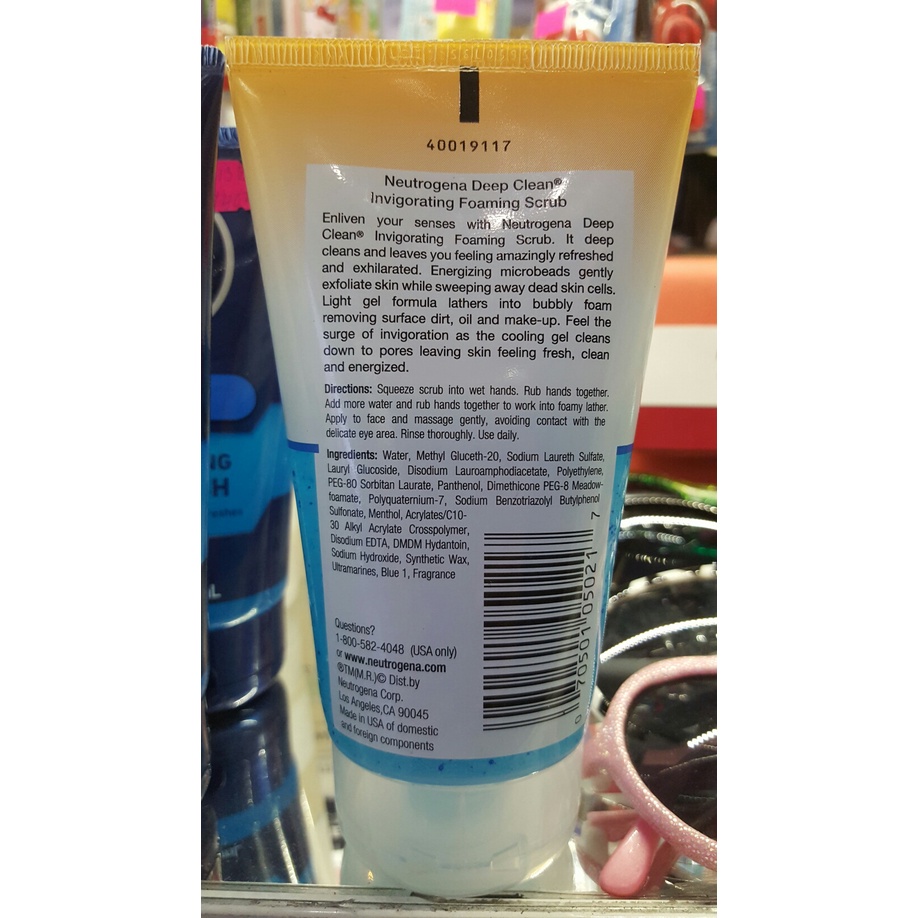 40019117
Neutrogena Deep Clean®
Invigorating Foaming Scrub
Enliven your senses with Neutrogena Deep
Clean® Invigorating Foaming Scrub. It deep
cleans and leaves you feeling amazingly refreshed
and exhilarated. Energizing microbeads gently
exfoliate skin while sweeping away dead skin cells.
Light gel formula lathers into bubbly foam
removing surface dirt, oil and make-up. Feel the
surge of invigoration as the cooling gel cleans
down to pores leaving skin feeling fresh, clean
and energized.
Directions: Squeeze scrub into wet hands. Rub hands together.
Add more water and rub hands together to work into foamy lather.
Apply to face and massage gently, avoiding contact with the
delicate eye area. Rinse thoroughly. Use daily.
Ingredients: Water, Methyl Gluceth-20, Sodium Laureth Sulfate,
Lauryl Glucoside, Disodium Lauroamphodiacetate, Polyethylene,
PEG-80 Sorbitan Laurate, Panthenol, Dimethicone PEG-8 Meadow-
foamate, Polyquaternium-7, Sodium Benzotriazolyl Butylphenol
Sulfonate, Menthol, Acrylates/C10-
30 Alkyl Acrylate Crosspolymer,
Disodium EDTA, DMDM Hydantoin,
Sodium Hydroxide, Synthetic Wax,
Ultramarines, Blue 1, Fragrance
Questions?
1-800-582-4048 (USA only)
or www.neutrogena.com
®TM(M.R.)© Dist.by
Neutrogena Corp.
Los Angeles,CA 90045
Made in USA of domestic
and foreign components
0 70501 05021 7
NG
H
L